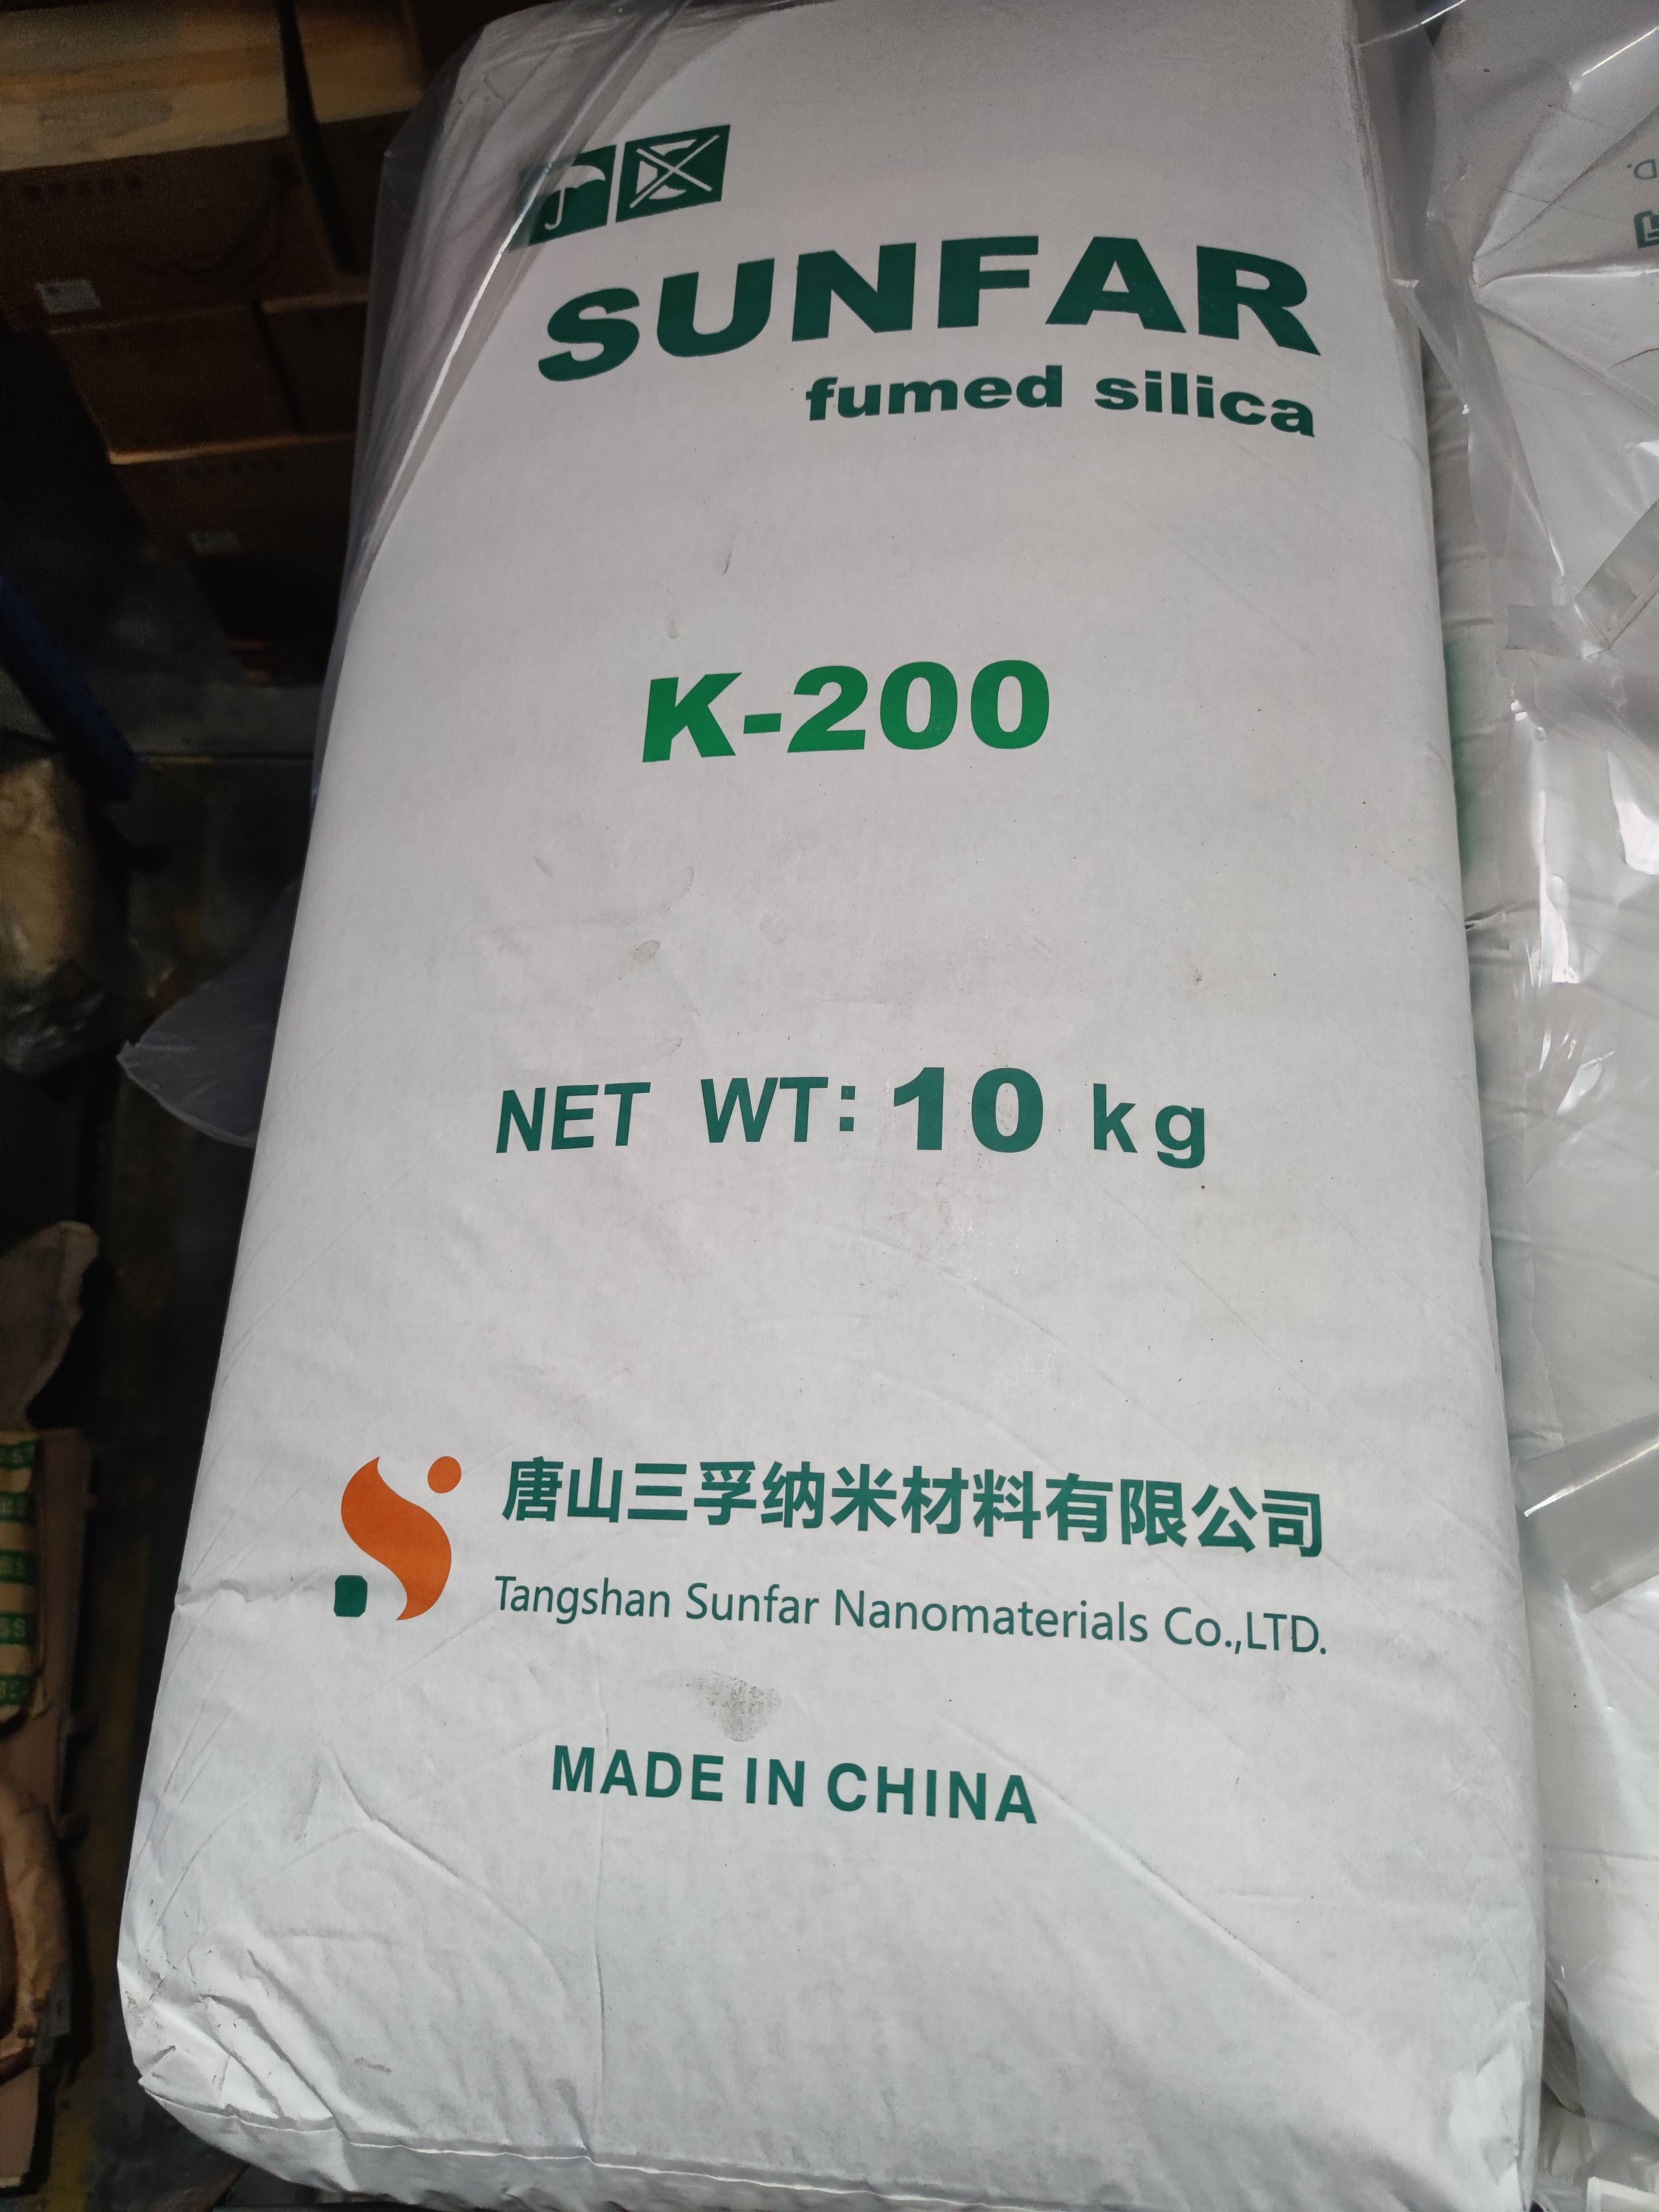 SUNFAR
fumed silica
K-200
NET WT: 10 kg
唐山三孚纳米材料有限公司
Tangshan Sunfar Nanomaterials Co.,LTD.
MADE IN CHINA